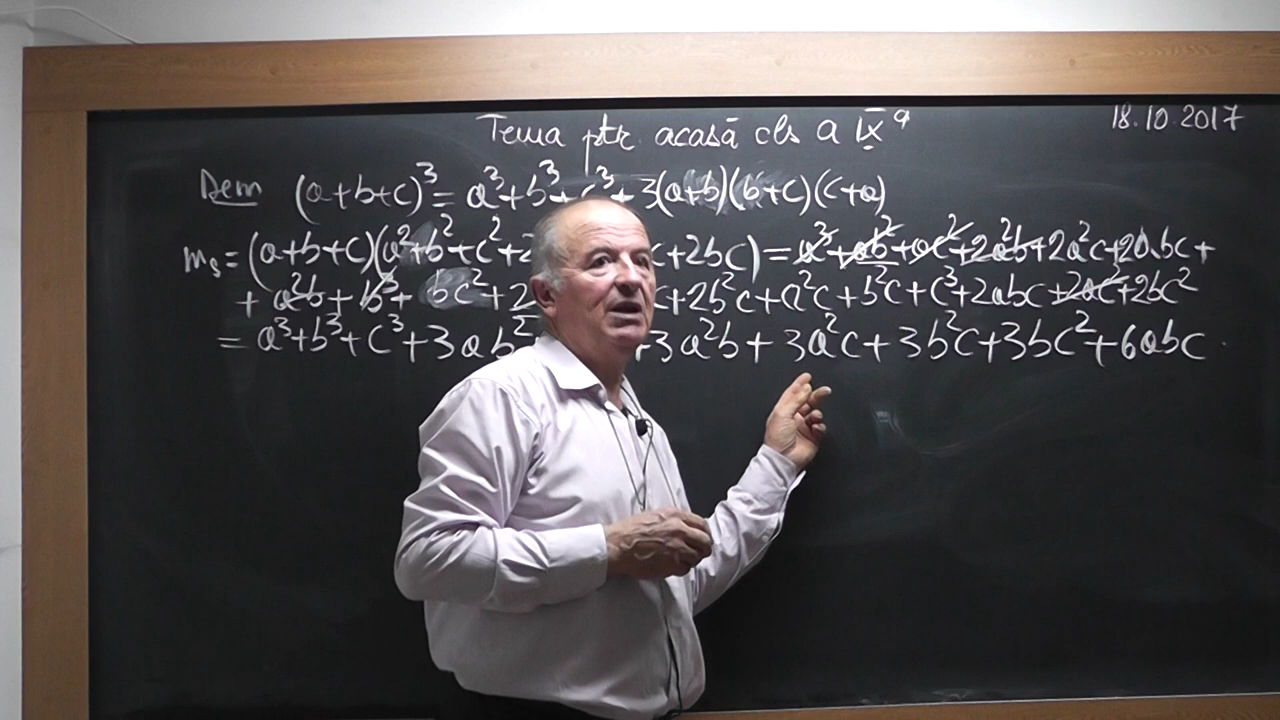 Tema ptr. acasă cls a IX a
18.10.2017
Dem (a+b+c)³ = a³+b³+c³+3(a+b)(b+c)(c+a)
mₛ = (a+b+c)(a²+b²+c²+2 c+2bc) = a³+ab²+ac²+2a²b+2a²c+2abc+
+ a²b+b³+bc²+2 c+2b²c+a²c+b²c+c³+2abc+2ac²+2bc²
= a³+b³+c³+3ab² +3a²b+3a²c+3b²c+3bc²+6abc